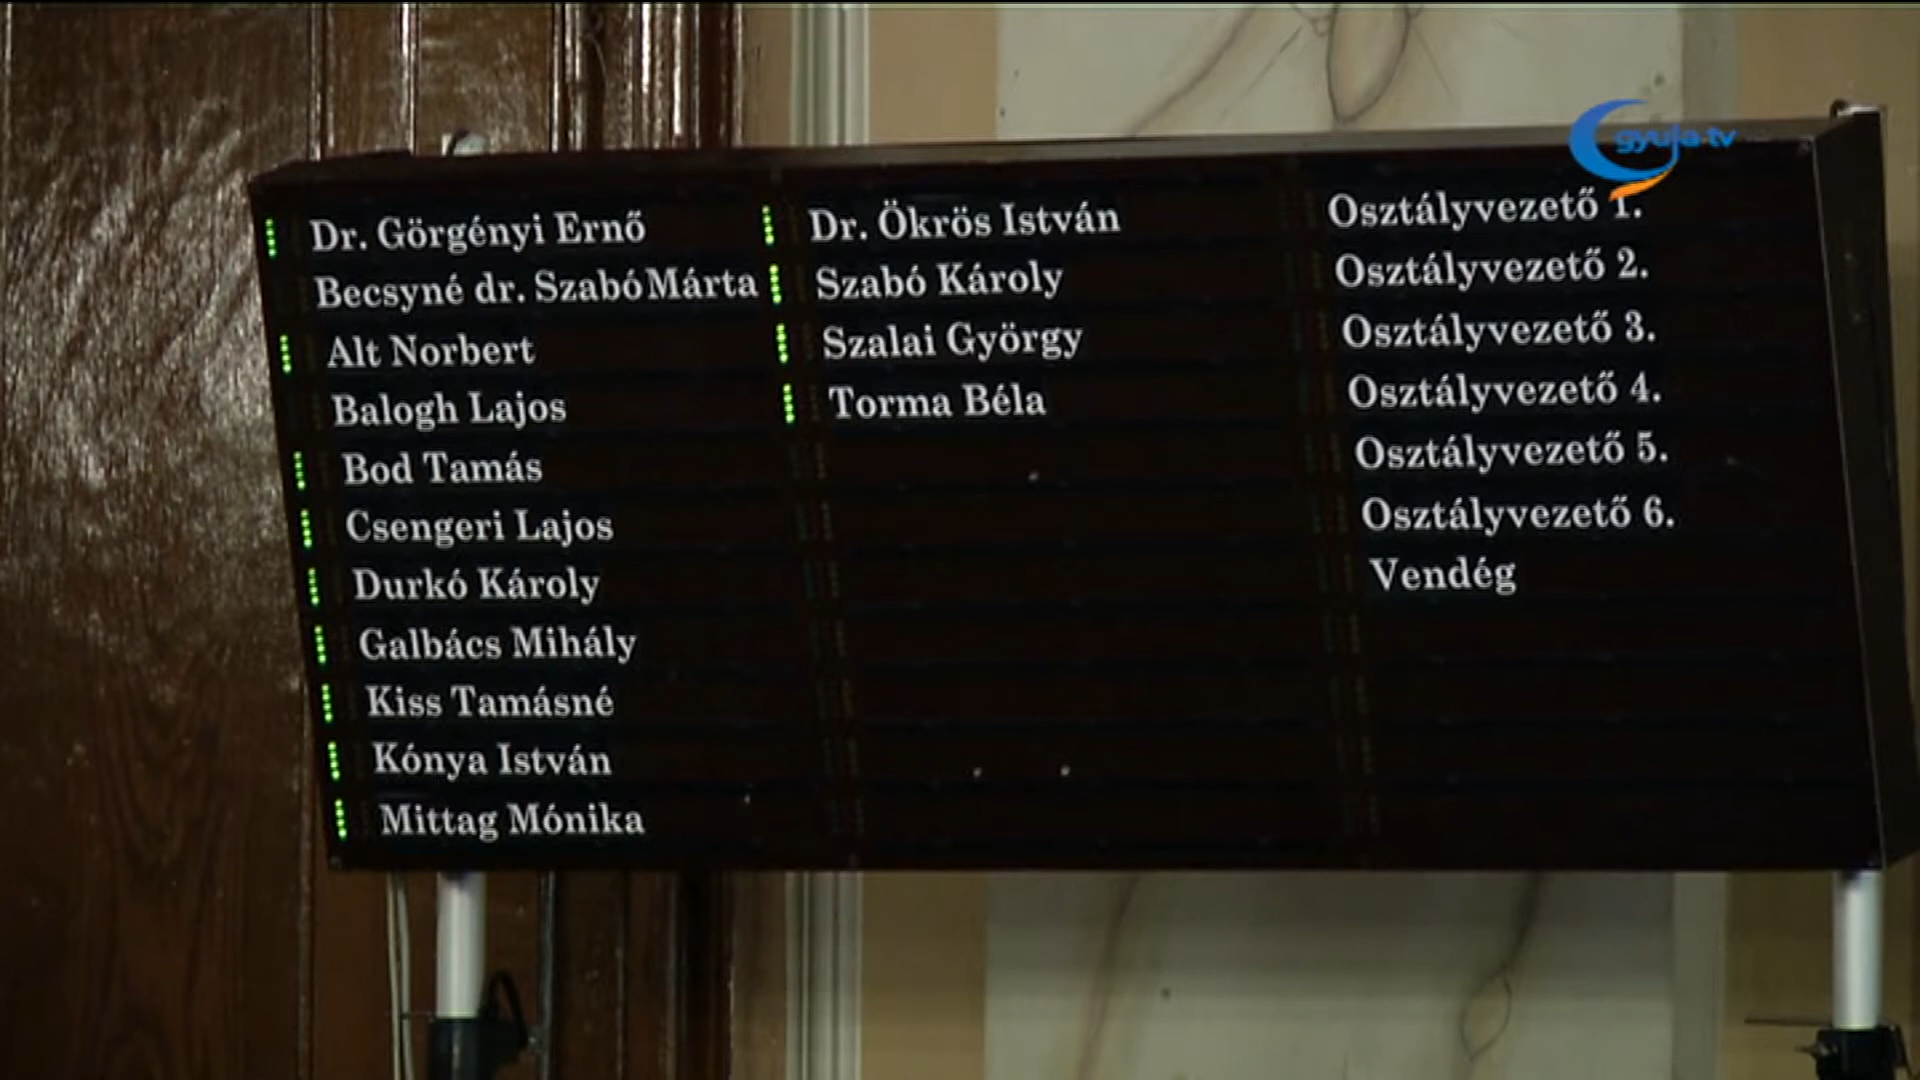 Dr. Görgényi Ernő
Becsyné dr. Szabó Márta
Alt Norbert
Balogh Lajos
Bod Tamás
Csengeri Lajos
Durkó Károly
Galbács Mihály
Kiss Tamásné
Kónya István
Mittag Mónika
Dr. Ökrös István
Szabó Károly
Szalai György
Torma Béla
Osztályvezető 1.
Osztályvezető 2.
Osztályvezető 3.
Osztályvezető 4.
Osztályvezető 5.
Osztályvezető 6.
Vendég
gyula-tv